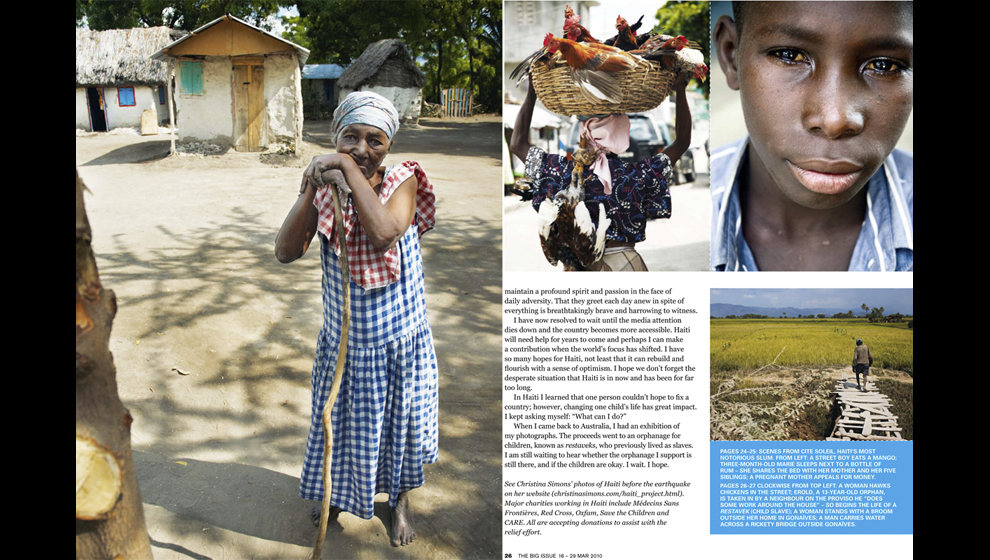 maintain a profound spirit and passion in the face of
daily adversity. That they greet each day anew in spite of
everything is breathtakingly brave and harrowing to witness.
I have now resolved to wait until the media attention
dies down and the country becomes more accessible. Haiti
will need help for years to come and perhaps I can make
a contribution when the world's focus has shifted. I have
so many hopes for Haiti, not least that it can rebuild and
flourish with a sense of optimism. I hope we don't forget the
desperate situation that Haiti is in now and has been for far
too long.
In Haiti I learned that one person couldn't hope to fix a
country; however, changing one child's life has great impact.
I kept asking myself: "What can I do?"
When I came back to Australia, I had an exhibition of
my photographs. The proceeds went to an orphanage for
children, known as restaveks, who previously lived as slaves.
I am still waiting to hear whether the orphanage I support is
still there, and if the children are okay. I wait. I hope.
See Christina Simons' photos of Haiti before the earthquake
on her website (christinasimons.com/haiti_project.html).
Major charities working in Haiti include Médecins Sans
Frontières, Red Cross, Oxfam, Save the Children and
CARE. All are accepting donations to assist with the
relief effort.
PAGES 24-25: SCENES FROM CITE SOLEIL, HAITI'S MOST
NOTORIOUS SLUM. FROM LEFT: A STREET BOY EATS A MANGO;
THREE-MONTH-OLD MARIE SLEEPS NEXT TO A BOTTLE OF
RUM – SHE SHARES THE BED WITH HER MOTHER AND HER FIVE
SIBLINGS; A PREGNANT MOTHER APPEALS FOR MONEY.
PAGES 26-27 CLOCKWISE FROM TOP LEFT: A WOMAN HAWKS
CHICKENS IN THE STREET; EROLD, A 13-YEAR-OLD ORPHAN,
IS TAKEN IN BY A NEIGHBOUR ON THE PROVISO HE "DOES
SOME WORK AROUND THE HOUSE" – SO BEGINS THE LIFE OF A
RESTAVEK (CHILD SLAVE); A WOMAN STANDS WITH A BROOM
OUTSIDE HER HOME IN GONAÏVES; A MAN CARRIES WATER
ACROSS A RICKETY BRIDGE OUTSIDE GONAÏVES.
26 THE BIG ISSUE 16 – 29 MAR 2010